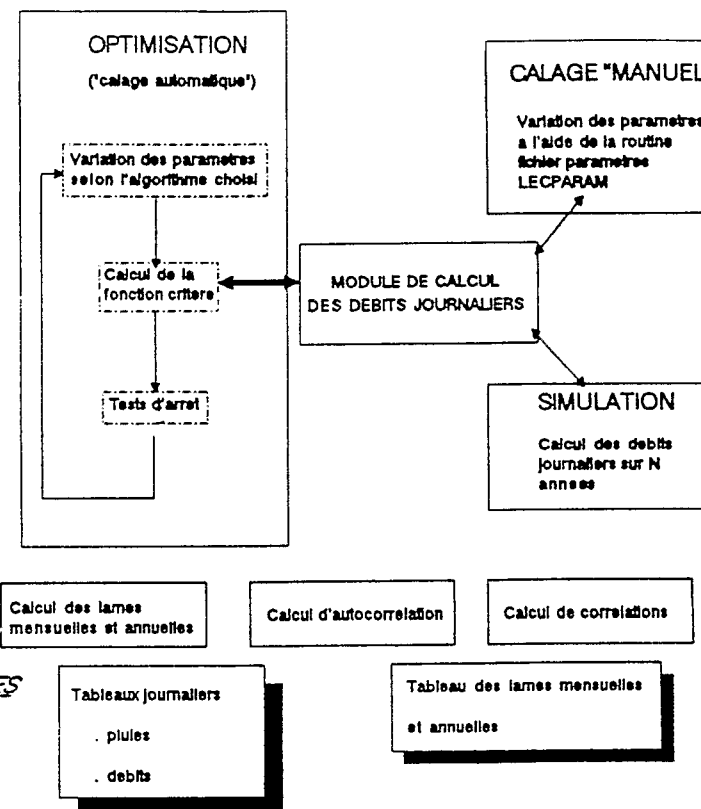 OPTIMISATION
("calage automatique")
Variation des parametres
selon l'algorithme choisi
Calcul de la
fonction critere
Tests d'arret
MODULE DE CALCUL
DES DEBITS JOURNALIERS
CALAGE "MANUEL
Variation des parametres
a l'aide de la routine
fichier parametres
LECPARAM
SIMULATION
Calcul des debits
journaliers sur N
annees
Calcul des lames
mensuelles et annuelles
Calcul d'autocorrelation
Calcul de correlations
ES
Tableaux journaliers
. pluies
. debits
Tableau des lames mensuelles
et annuelles